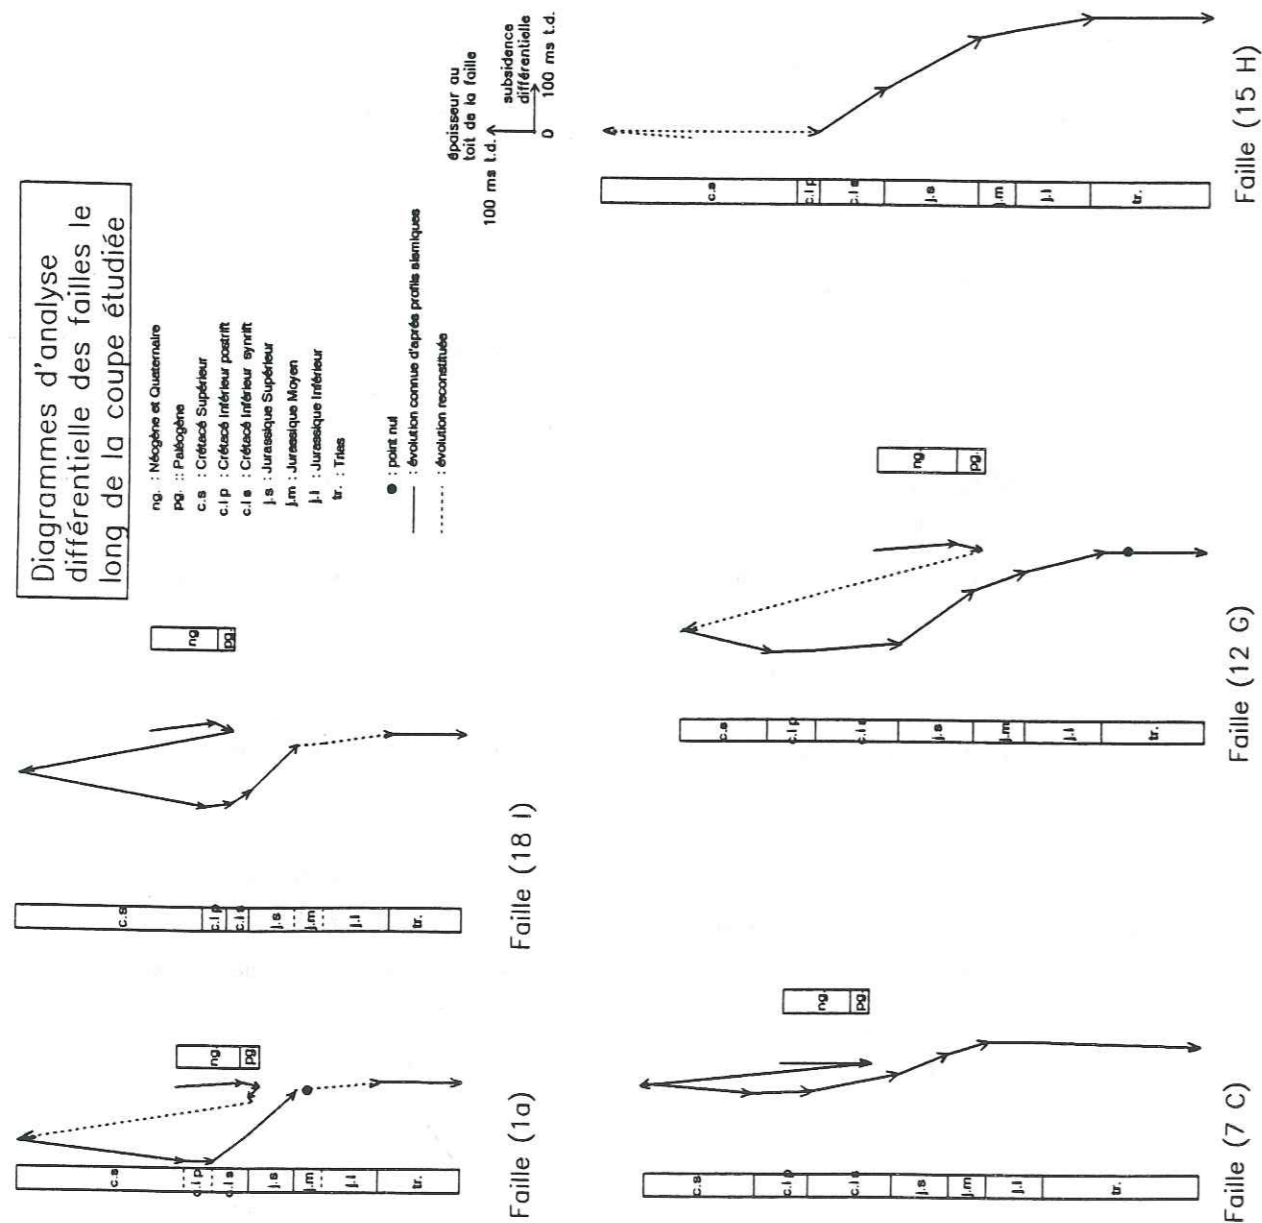 Diagrammes d'analyse
différentielle des failles le
long de la coupe étudiée
ng. : Néogène et Quaternaire
pg. :: Paléogène
c.s : Crétacé Supérieur
c.i p : Crétacé Inférieur postrift
c.i s : Crétacé Inférieur synrift
j.s : Jurassique Supérieur
j.m : Jurassique Moyen
j.i : Jurassique Inférieur
tr. : Trias
: point nul
: évolution connue d'après profils sismiques
: évolution reconstituée
épaisseur au
toit de la faille
100 ms t.d.
subsidence
différentielle
0 100 ms t.d.
c.s
c.i p
c.i s
j.s
j.m
j.i
tr.
ng.
pg.
Faille (1a)
c.s
c.i p
c.i s
j.s
j.m
j.i
tr.
ng
pg.
Faille (18 I)
c.s
c.i p
c.i s
j.s
j.m
j.i
tr.
ng.
pg.
Faille (7 C)
c.s
c.i p
c.i s
j.s
j.m
j.i
tr.
ng.
pg.
Faille (12 G)
c.s
c.i p
c.i s
j.s
j.m
j.i
tr.
Faille (15 H)